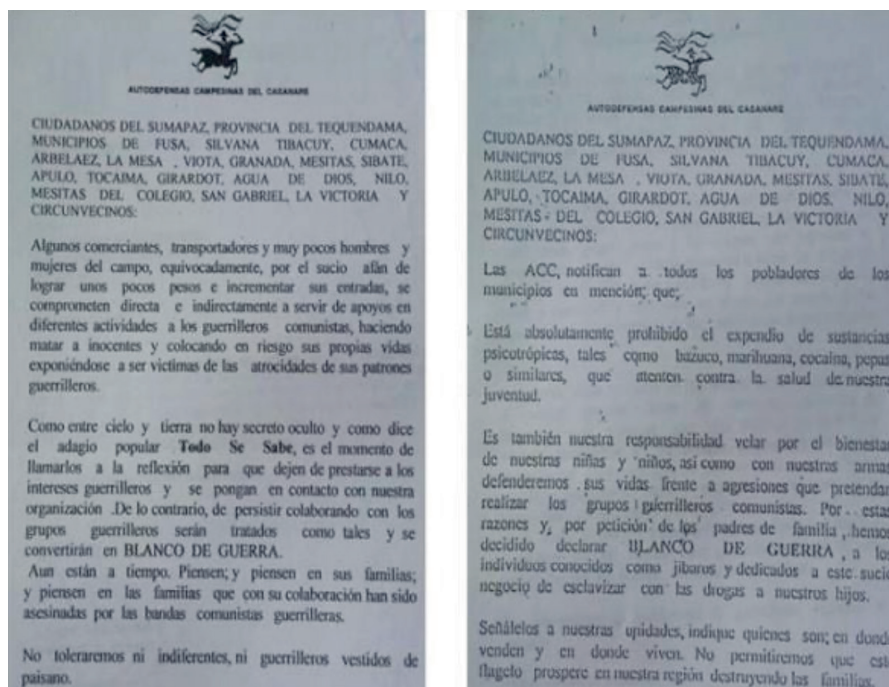 AUTODEFENSAS CAMPESINAS DEL CASANARE
CIUDADANOS DEL SUMAPAZ, PROVINCIA DEL TEQUENDAMA,
MUNICIPIOS DE FUSA, SILVANA TIBACUY, CUMACA,
ARBELAEZ, LA MESA , VIOTA, GRANADA, MESITAS, SIBATE,
APULO, TOCAIMA, GIRARDOT, AGUA DE DIOS, NILO,
MESITAS DEL COLEGIO, SAN GABRIEL, LA VICTORIA Y
CIRCUNVECINOS:
Algunos comerciantes, transportadores y muy pocos hombres y
mujeres del campo, equivocadamente, por el sucio afán de
lograr unos pocos pesos e incrementar sus entradas, se
comprometen directa e indirectamente a servir de apoyos en
diferentes actividades a los guerrilleros comunistas, haciendo
matar a inocentes y colocando en riesgo sus propias vidas
exponiéndose a ser victimas de las atrocidades de sus patrones
guerrilleros.
Como entre cielo y tierra no hay secreto oculto y como dice
el adagio popular Todo Se Sabe, es el momento de
llamarlos a la reflexión para que dejen de prestarse a los
intereses guerrilleros y se pongan en contacto con nuestra
organización .De lo contrario, de persistir colaborando con los
grupos guerrilleros serán tratados como tales y se
convertirán en BLANCO DE GUERRA.
Aun están a tiempo. Piensen; y piensen en sus familias;
y piensen en las familias que con su colaboración han sido
asesinadas por las bandas comunistas guerrilleras.
No toleraremos ni indiferentes, ni guerrilleros vestidos de
paisano.
AUTODEFENSAS CAMPESINAS DEL CASANARE
CIUDADANOS DEL SUMAPAZ, PROVINCIA DEL TEQUENDAMA,
MUNICIPIOS DE FUSA, SILVANA TIBACUY, CUMACA,
ARBELAEZ, LA MESA , VIOTA, GRANADA, MESITAS, SIBATE,
APULO, TOCAIMA, GIRARDOT, AGUA DE DIOS, NILO,
MESITAS DEL COLEGIO, SAN GABRIEL, LA VICTORIA Y
CIRCUNVECINOS:
Las ACC, notifican a todos los pobladores de los
municipios en mención; que;
Está absolutamente prohibido el expendio de sustancias
psicotrópicas, tales como bazuco, marihuana, cocaína, pepas
o similares, que atenten contra la salud de nuestra
juventud.
Es también nuestra responsabilidad velar por el bienestar
de nuestras niñas y niños, asi como con nuestras armas
defenderemos sus vidas frente a agresiones que pretendan
realizar los grupos guerrilleros comunistas. Por estas
razones y, por petición de los padres de familia , hemos
decidido declarar BLANCO DE GUERRA , a los
individuos conocidos como jibaros y dedicados a este sucio
negocio de esclavizar con las drogas a nuestros hijos.
Señálelos a nuestras unidades, indique quienes son; en donde
venden y en donde viven. No permitiremos que este
flagelo prospere en nuestra región destruyendo las familias.